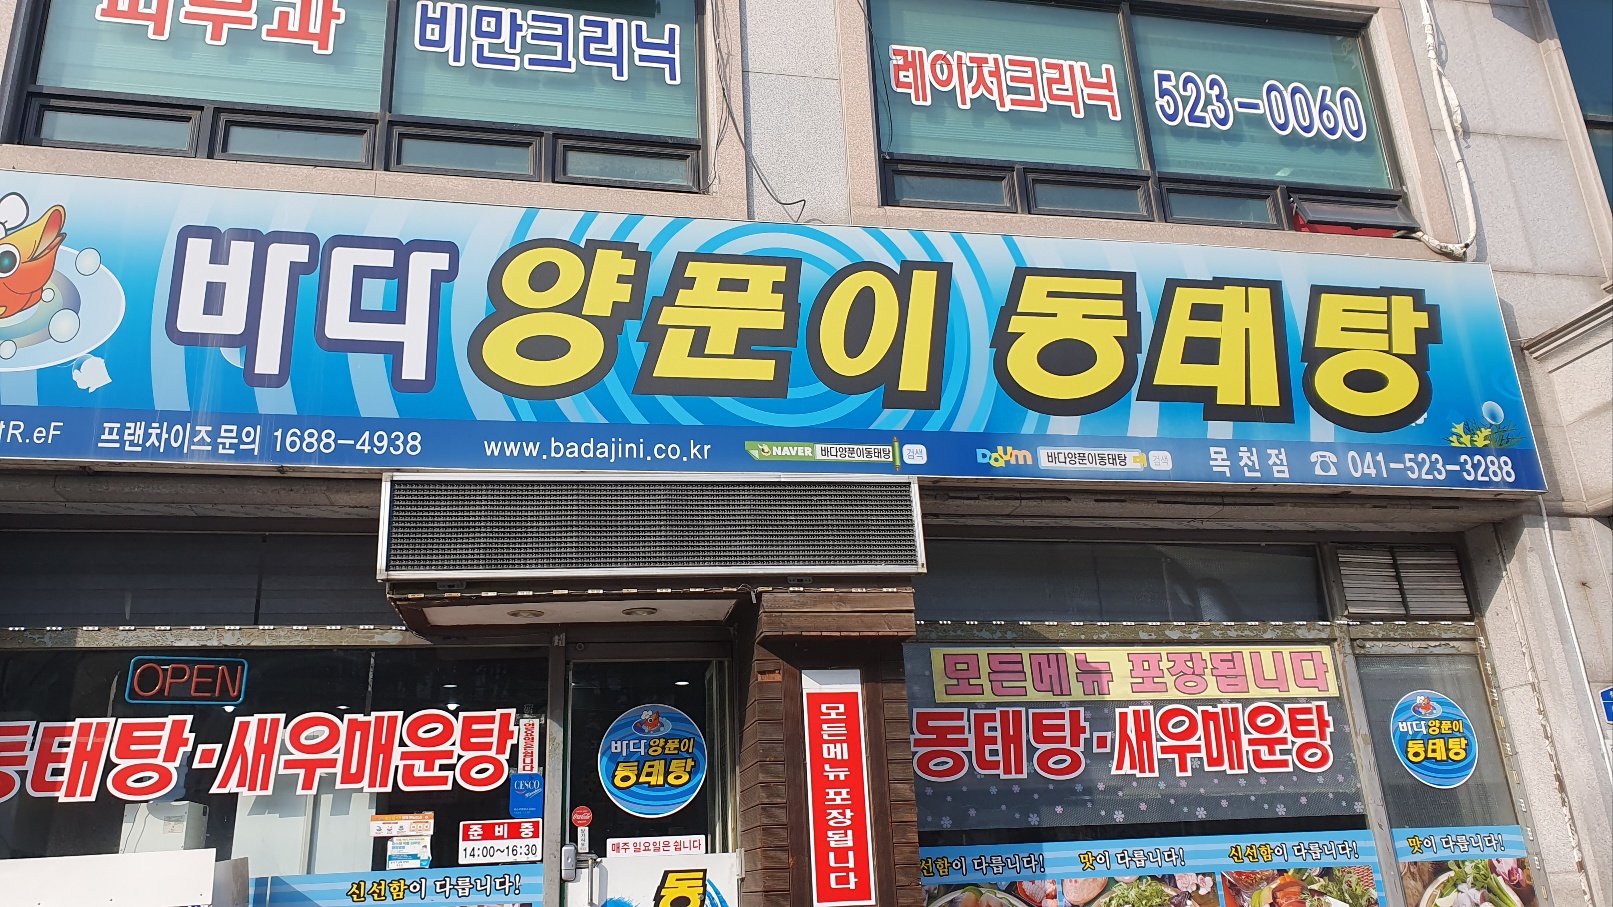 피부과 비만크리닉 레이저크리닉 523-0060
바다양푼이 동태탕
R.eF 프랜차이즈문의 1688-4938 www.badajini.co.kr NAVER 바다양푼이동태탕 검색 Daum 바다양푼이동태탕 검색 목천점 ☎ 041-523-3288
OPEN
동태탕·새우매운탕
CESCO
준비중
14:00~16:30
신선함이 다릅니다!
바다양푼이
동태탕
매주 일요일은 쉽니다
동
모든메뉴포장됩니다
모든메뉴 포장됩니다
동태탕·새우매운탕
바다양푼이
동태탕
신선함이 다릅니다! 맛이 다릅니다! 신선함이 다릅니다! 맛이 다릅니다!